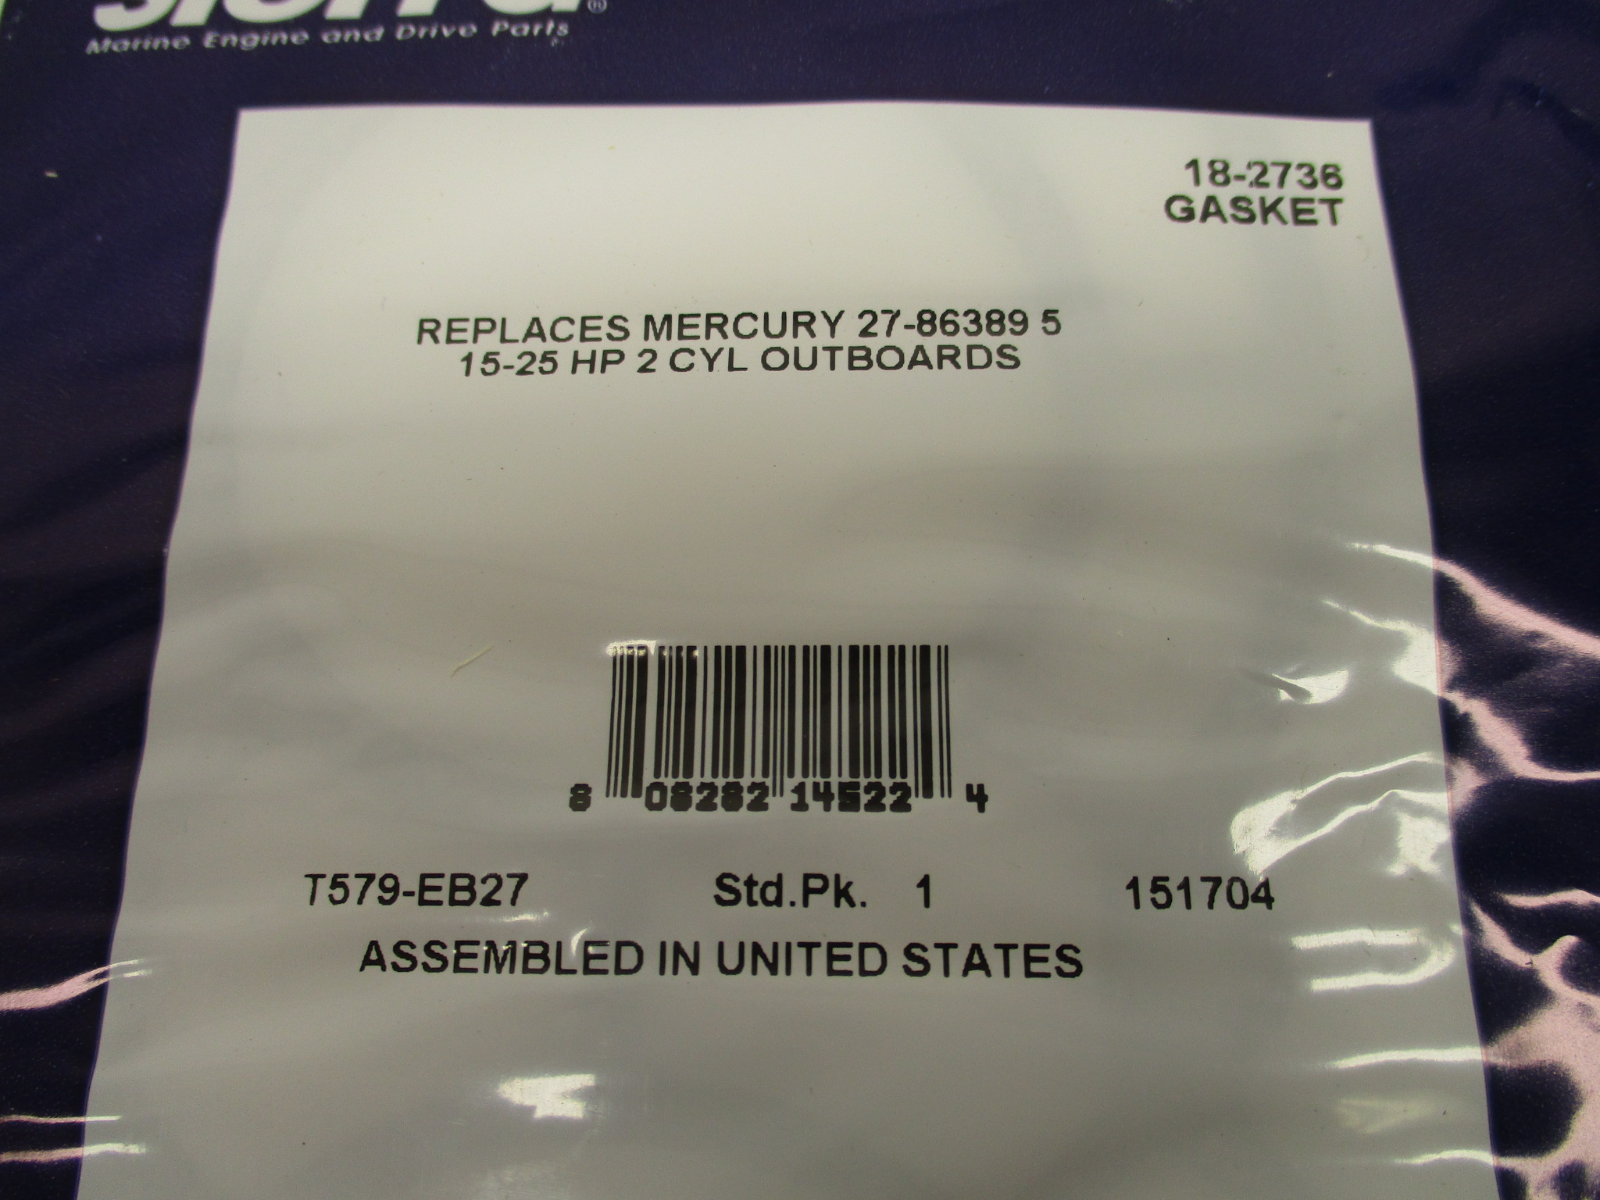 sierra®
Marine Engine and Drive Parts
18-2736
GASKET
REPLACES MERCURY 27-86389 5
15-25 HP 2 CYL OUTBOARDS
8 08282 14522 4
T579-EB27 Std.Pk. 1 151704
ASSEMBLED IN UNITED STATES